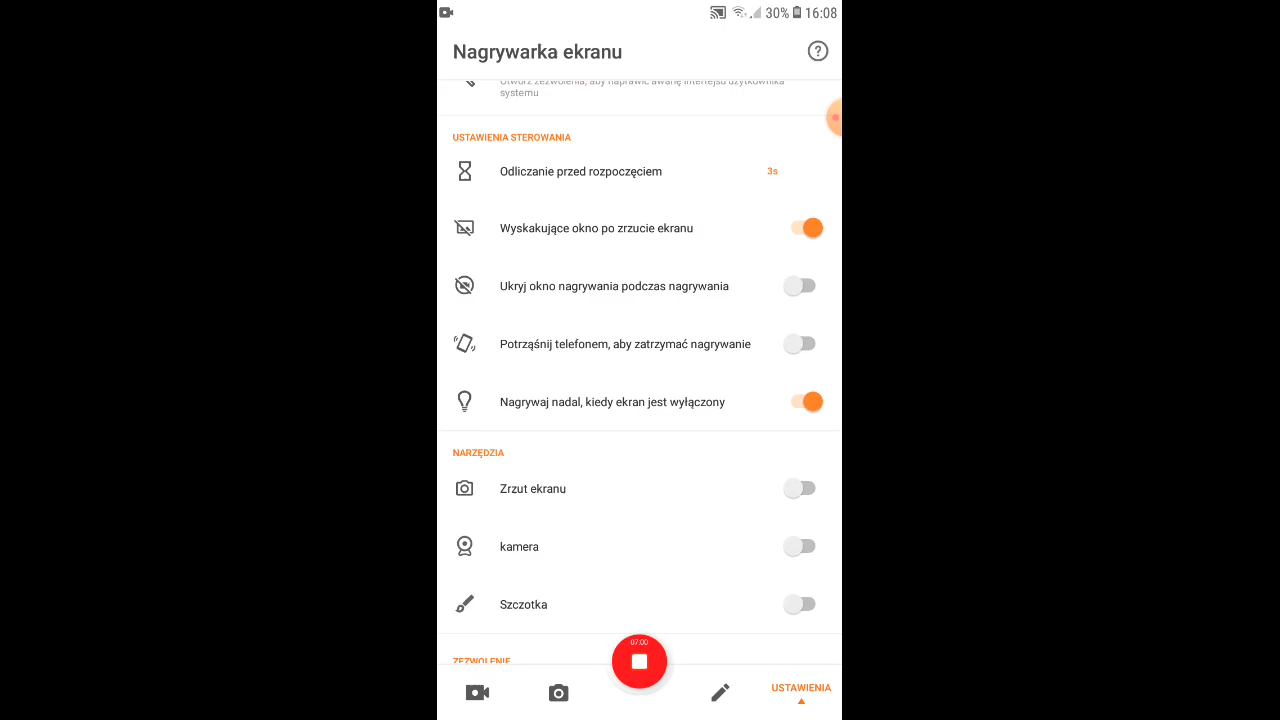 30% 16:08
Nagrywarka ekranu
Utwórz zezwolenia, aby naprawić awarię interfejsu użytkownika
systemu
USTAWIENIA STEROWANIA
Odliczanie przed rozpoczęciem 3s
Wyskakujące okno po zrzucie ekranu
Ukryj okno nagrywania podczas nagrywania
Potrząśnij telefonem, aby zatrzymać nagrywanie
Nagrywaj nadal, kiedy ekran jest wyłączony
NARZĘDZIA
Zrzut ekranu
kamera
Szczotka
07:00
ZEZWOLENIE
USTAWIENIA